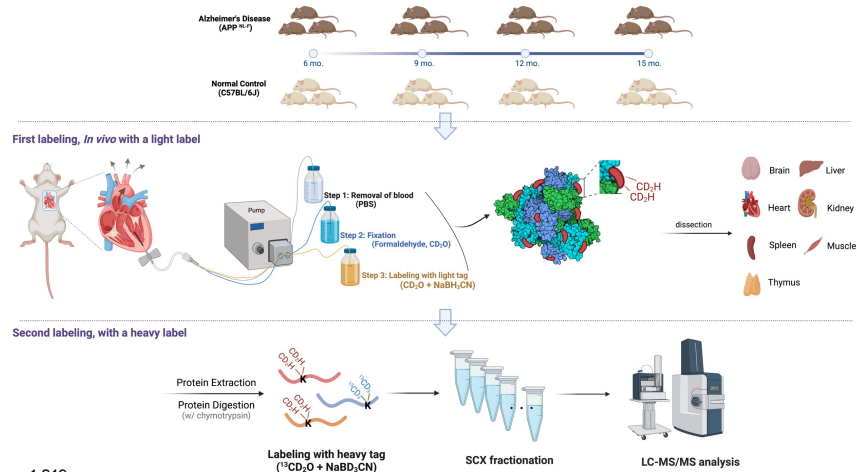 Alzheimer's Disease
(APP NL-F)
6 mo.
9 mo.
12 mo.
15 mo.
Normal Control
(C57BL/6J)
First labeling, In vivo with a light label
Pump
Step 1: Removal of blood
(PBS)
Step 2: Fixation
(Formaldehyde, CD₂O)
Step 3: Labeling with light tag
(CD₂O + NaBH₃CN)
CD₂H
CD₂H
dissection
Brain
Liver
Heart
Kidney
Spleen
Muscle
Thymus
Second labeling, with a heavy label
Protein Extraction
Protein Digestion
(w/ chymotrypsin)
CD₂H
CD₂H
K
¹³CD₃
¹³CD₃
K
CD₂H
CD₂H
K
Labeling with heavy tag
(¹³CD₂O + NaBD₃CN)
SCX fractionation
LC-MS/MS analysis